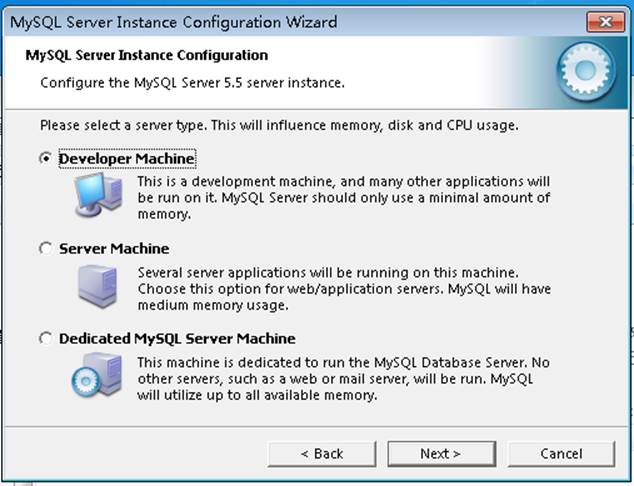 MySQL Server Instance Configuration Wizard
MySQL Server Instance Configuration
Configure the MySQL Server 5.5 server instance.
Please select a server type. This will influence memory, disk and CPU usage.
Developer Machine
This is a development machine, and many other applications will
be run on it. MySQL Server should only use a minimal amount of
memory.
Server Machine
Several server applications will be running on this machine.
Choose this option for web/application servers. MySQL will have
medium memory usage.
Dedicated MySQL Server Machine
This machine is dedicated to run the MySQL Database Server. No
other servers, such as a web or mail server, will be run. MySQL
will utilize up to all available memory.
< Back Next > Cancel